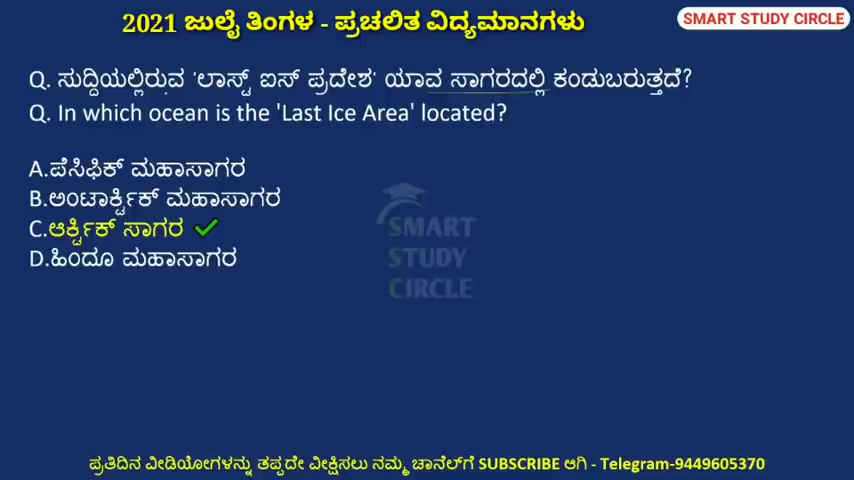 2021 ಜುಲೈ ತಿಂಗಳ - ಪ್ರಚಲಿತ ವಿದ್ಯಮಾನಗಳು
SMART STUDY CIRCLE
Q. ಸುದ್ದಿಯಲ್ಲಿರುವ 'ಲಾಸ್ಟ್ ಐಸ್ ಪ್ರದೇಶ' ಯಾವ ಸಾಗರದಲ್ಲಿ ಕಂಡುಬರುತ್ತದೆ?
Q. In which ocean is the 'Last Ice Area' located?
A.ಪೆಸಿಫಿಕ್ ಮಹಾಸಾಗರ
B.ಅಂಟಾರ್ಕ್ಟಿಕ್ ಮಹಾಸಾಗರ
C.ಆರ್ಕ್ಟಿಕ್ ಸಾಗರ
D.ಹಿಂದೂ ಮಹಾಸಾಗರ
SMART
STUDY
CIRCLE
ಪ್ರತಿದಿನ ವೀಡಿಯೋಗಳನ್ನು ತಪ್ಪದೇ ವೀಕ್ಷಿಸಲು ನಮ್ಮ ಚಾನೆಲ್‌ಗೆ SUBSCRIBE ಆಗಿ - Telegram-9449605370